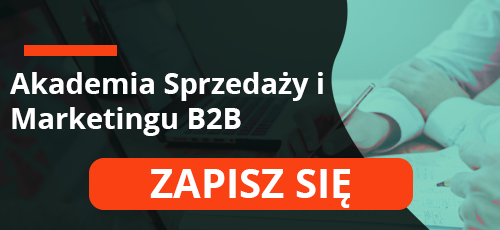 Akademia Sprzedaży i
Marketingu B2B
ZAPISZ SIĘ